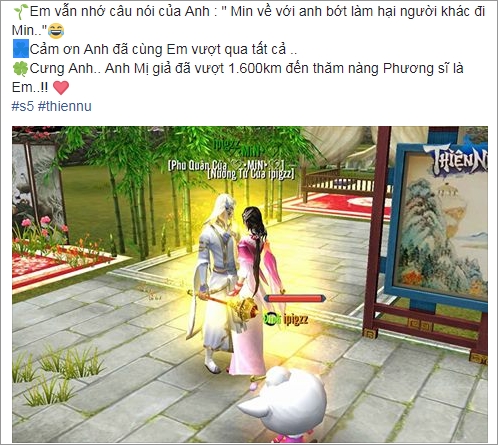 Em vẫn nhớ câu nói của Anh : " Min về với anh bớt làm hại người khác đi
Min.."
Cảm ơn Anh đã cùng Em vượt qua tất cả ..
Cưng Anh.. Anh Mị giả đã vượt 1.600km đến thăm nàng Phương sĩ là
Em..!!
#s5 #thiennu
ipigzz
MiN
[Phu Quân Của MiN]
[Nương Tử Của ipigzz]
THIÊN N
ipigzz